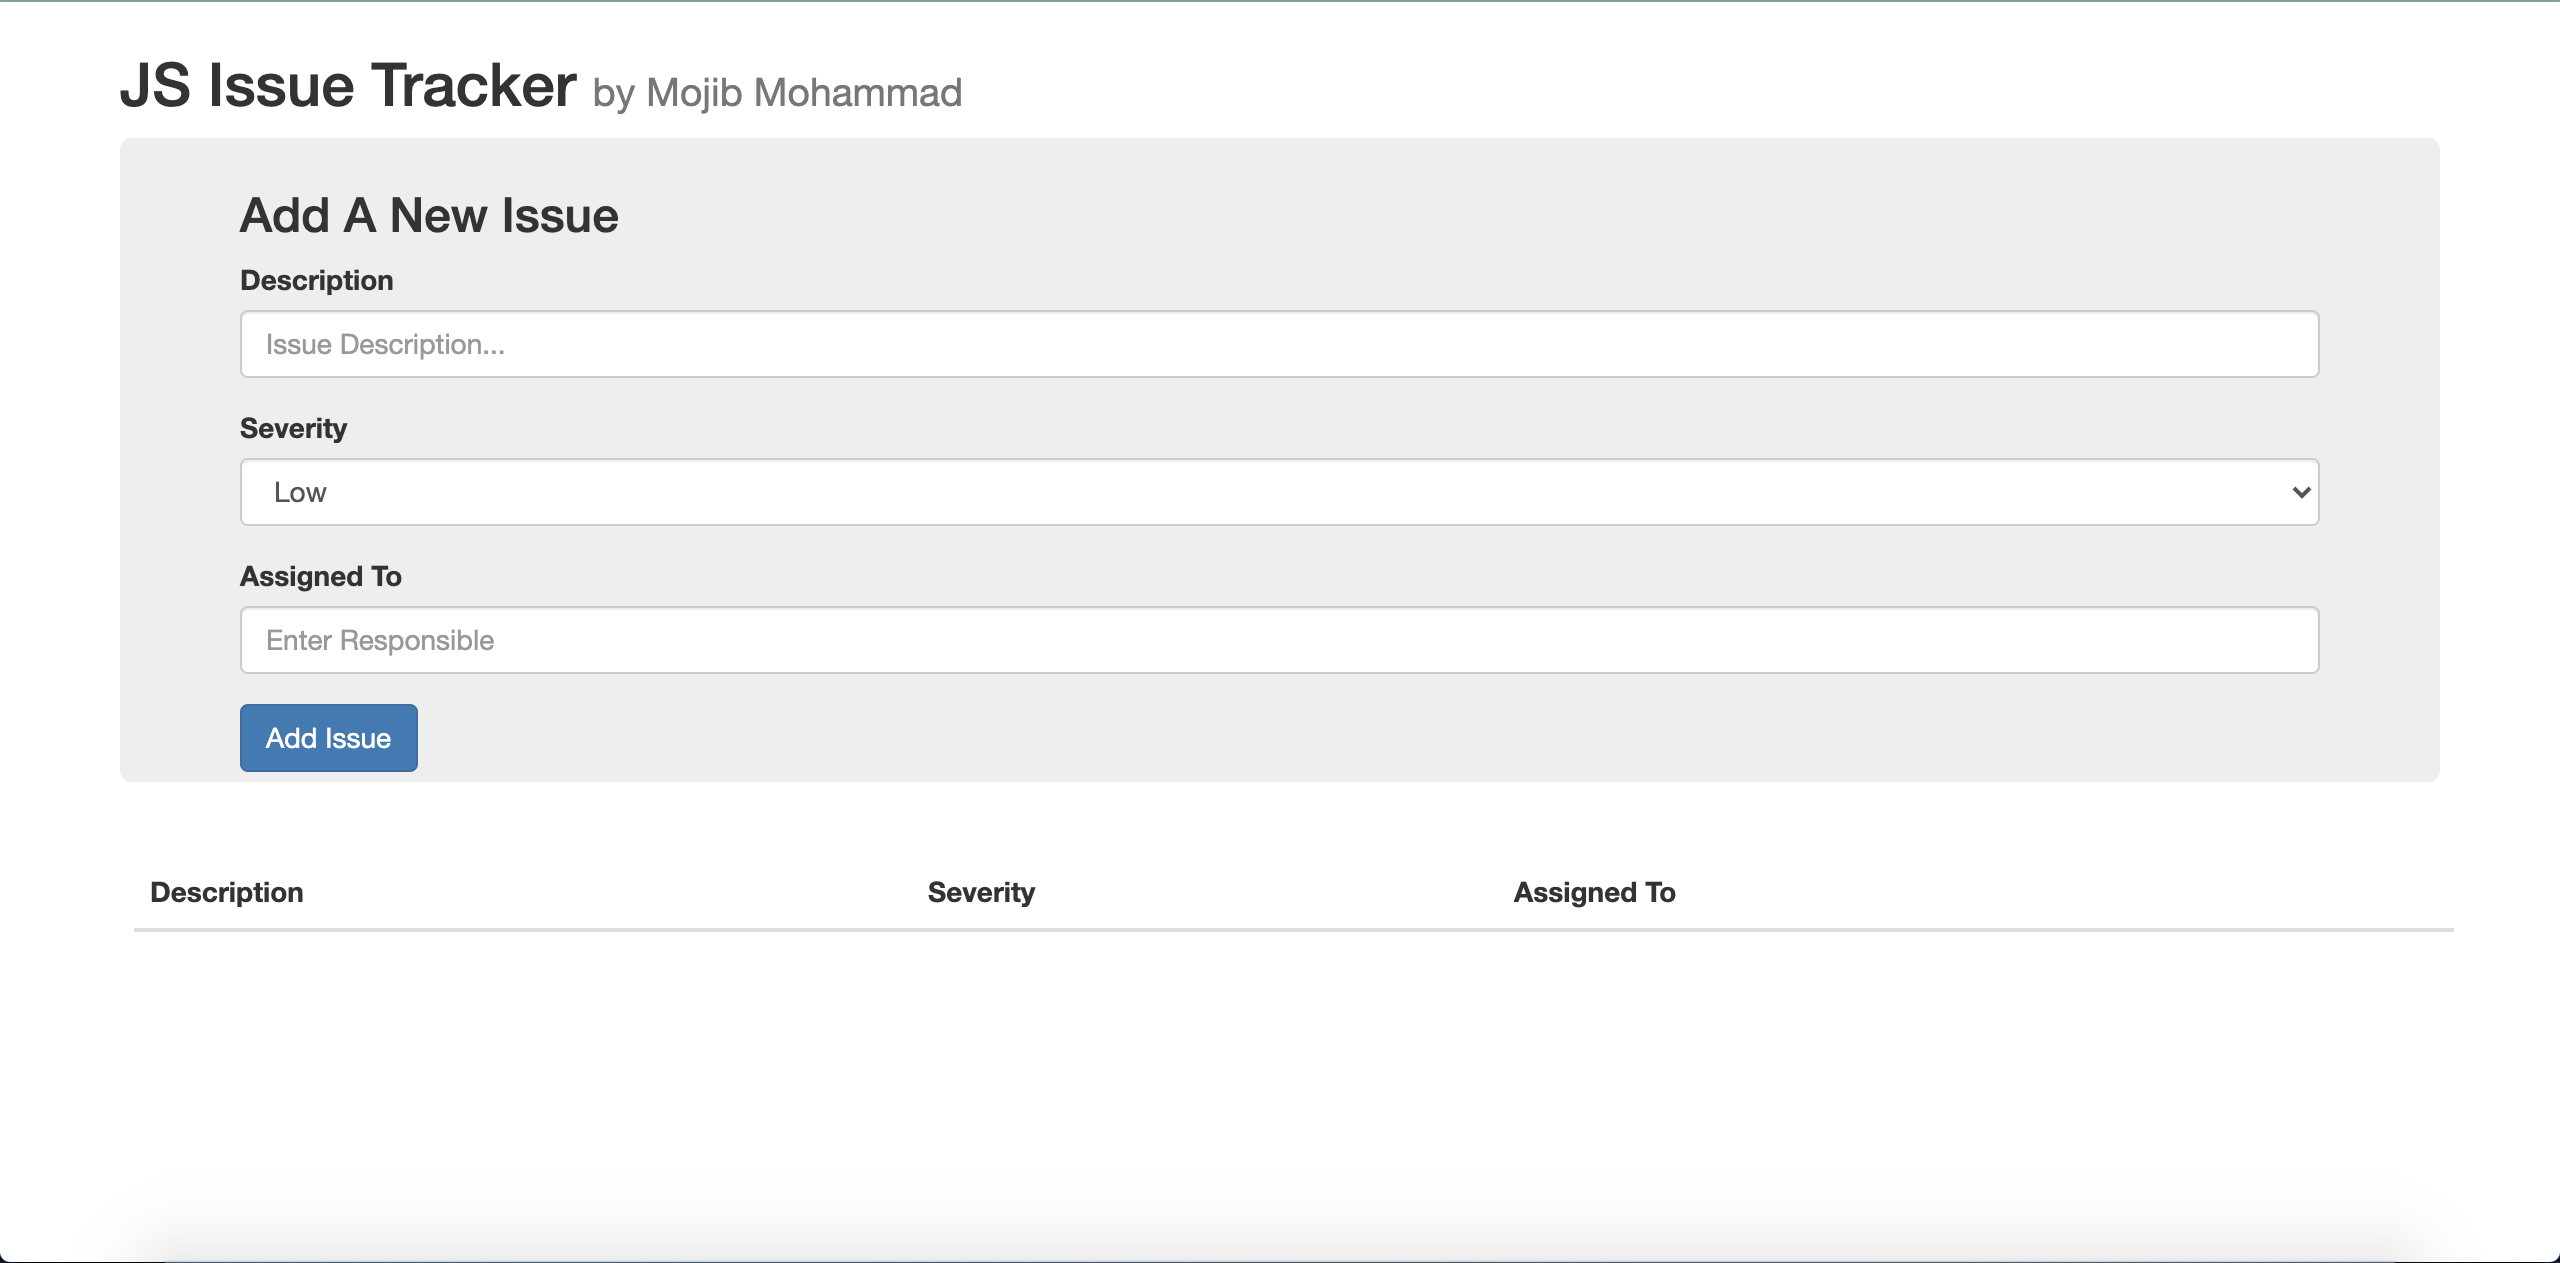 JS Issue Tracker by Mojib Mohammad
Add A New Issue
Description
Issue Description...
Severity
Low
Assigned To
Enter Responsible
Add Issue
Description Severity Assigned To